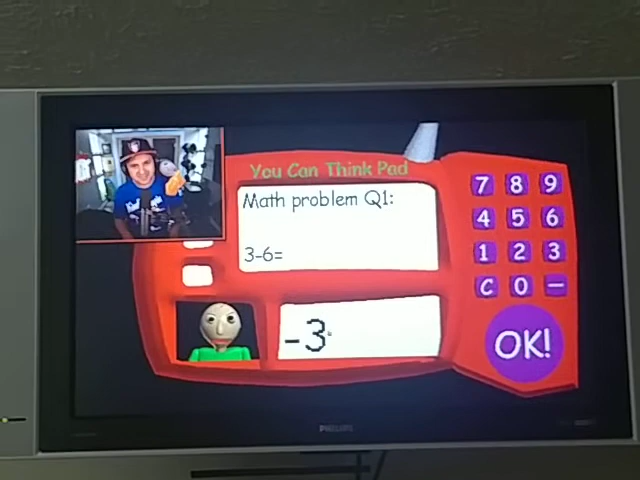 You Can Think Pad
Math problem Q1:
3-6=
-3
7 8 9
4 5 6
1 2 3
C 0 -
OK!
PHILIPS